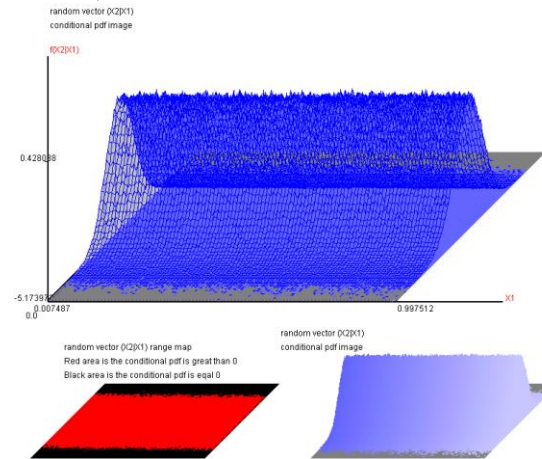 random vector (X2|X1)
conditional pdf image
f(X2|X1)
0.428038
-5.17397
0.007487
0.997512
X1
0.0
random vector (X2|X1) range map
Red area is the conditional pdf is great than 0
Black area is the conditional pdf is eqal 0
random vector (X2|X1)
conditional pdf image